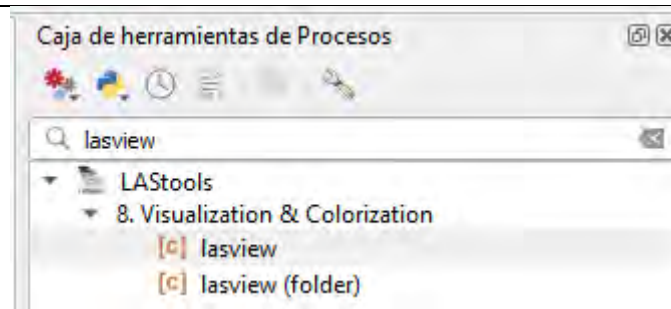 Caja de herramientas de Procesos
lasview
LAStools
8. Visualization & Colorization
[c] lasview
[c] lasview (folder)